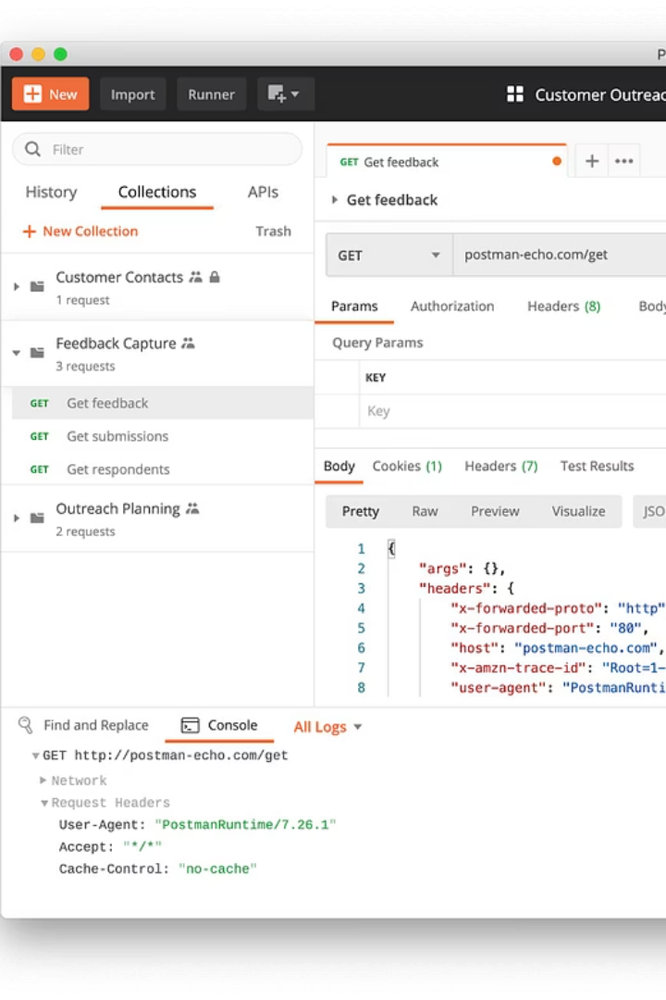 P
New
Import
Runner
Customer Outreac
Filter
History
Collections
APIs
+ New Collection
Trash
Customer Contacts
1 request
Feedback Capture
3 requests
GET Get feedback
GET Get submissions
GET Get respondents
Outreach Planning
2 requests
GET Get feedback
Get feedback
GET
postman-echo.com/get
Params
Authorization
Headers (8)
Body
Query Params
KEY
Key
Body
Cookies (1)
Headers (7)
Test Results
Pretty
Raw
Preview
Visualize
JSO
1 {
2 "args": {},
3 "headers": {
4 "x-forwarded-proto": "http"
5 "x-forwarded-port": "80",
6 "host": "postman-echo.com",
7 "x-amzn-trace-id": "Root=1-
8 "user-agent": "PostmanRunti
Find and Replace
Console
All Logs
GET http://postman-echo.com/get
Network
Request Headers
User-Agent: "PostmanRuntime/7.26.1"
Accept: "*/*"
Cache-Control: "no-cache"